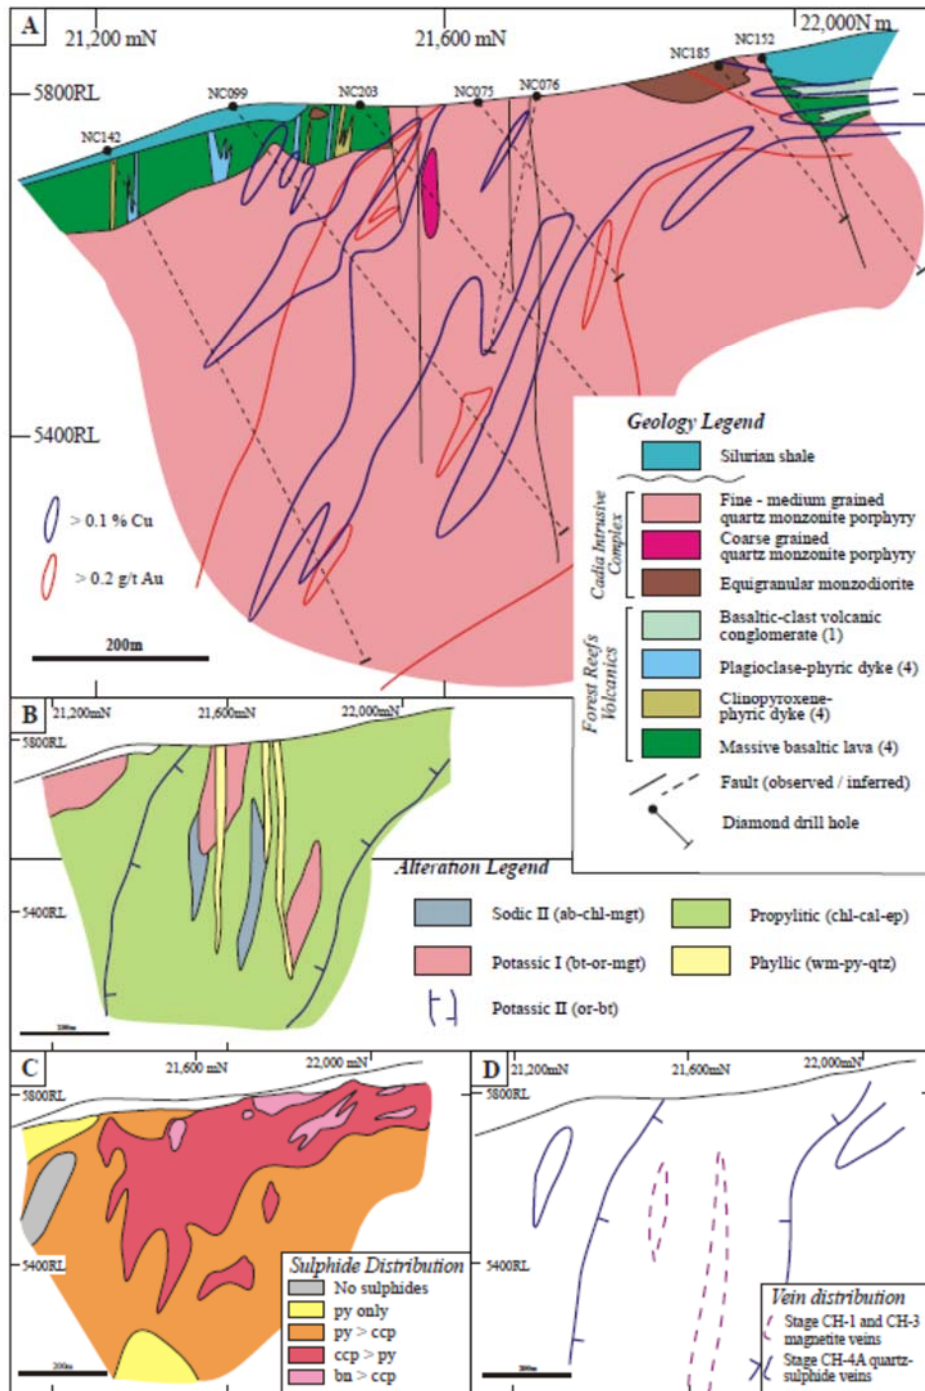 A
21,200 mN
21,600 mN
22,000N m
NC185
NC152
5800RL
NC099
NC203
NC075
NC076
NC142
5400RL
> 0.1 % Cu
> 0.2 g/t Au
200m
Geology Legend
Silurian shale
Cadia Intrusive
Complex
Fine - medium grained
quartz monzonite porphyry
Coarse grained
quartz monzonite porphyry
Equigranular monzodiorite
Forest Reefs
Volcanics
Basaltic-clast volcanic
conglomerate (1)
Plagioclase-phyric dyke (4)
Clinopyroxene-
phyric dyke (4)
Massive basaltic lava (4)
Fault (observed / inferred)
Diamond drill hole
B
21,200mN
21,600mN
22,000mN
5800RL
5400RL
200m
Alteration Legend
Sodic II (ab-chl-mgt)
Propylitic (chl-cal-ep)
Potassic I (bt-or-mgt)
Phyllic (wm-py-qtz)
Potassic II (or-bt)
C
21,600 mN
22,000 mN
5800RL
5400RL
200m
Sulphide Distribution
No sulphides
py only
py > ccp
ccp > py
bn > ccp
D
21,200mN
21,600mN
22,000mN
5800RL
5400RL
200m
Vein distribution
Stage CH-1 and CH-3
magnetite veins
Stage CH-4A quartz-
sulphide veins